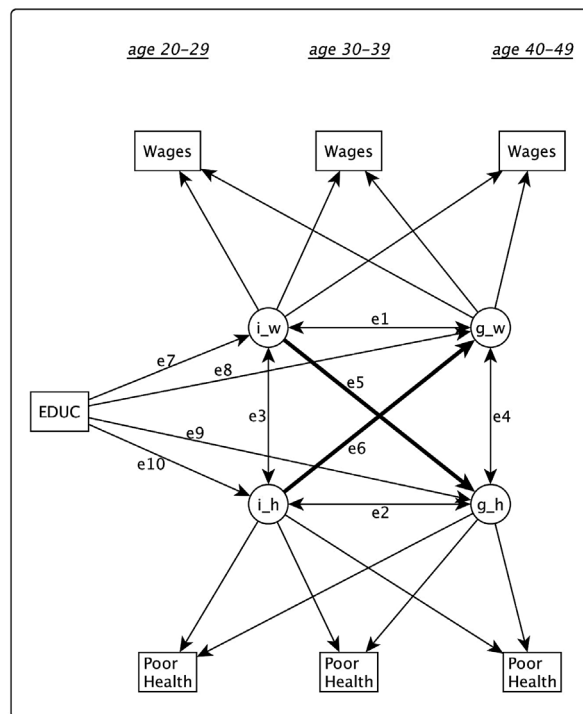 age 20-29 age 30-39 age 40-49
Wages Wages Wages
i_w e1 g_w
e7
e8 e5
EDUC e3 e4
e9 e6
e10
i_h e2 g_h
Poor Poor Poor
Health Health Health